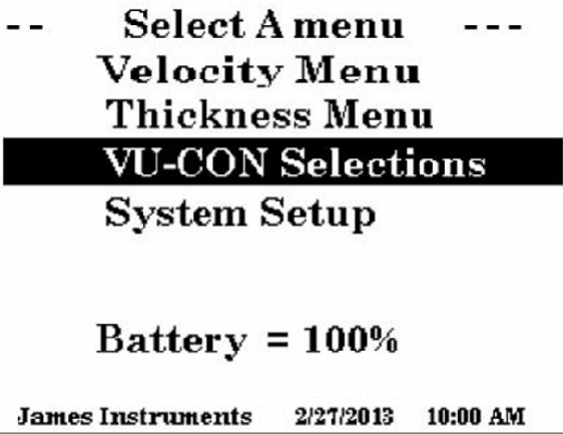 -- Select A menu ---
Velocity Menu
Thickness Menu
VU-CON Selections
System Setup
Battery = 100%
James Instruments 2/27/2013 10:00 AM